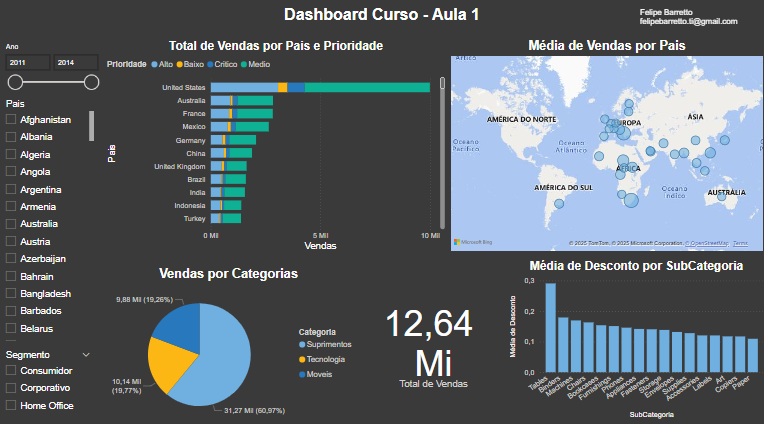 Dashboard Curso - Aula 1
Felipe Barretto
felipebarretto.ti@gmail.com
Ano
2011
2014
País
Afghanistan
Albania
Algeria
Angola
Argentina
Armenia
Australia
Austria
Azerbaijan
Bahrain
Bangladesh
Barbados
Belarus
Segmento
Consumidor
Corporativo
Home Office
Total de Vendas por Pais e Prioridade
Prioridade Alto Baixo Crítico Medio
País
United States
Australia
France
Mexico
Germany
China
United Kingdom
Brazil
India
Indonesia
Turkey
0 Mil
5 Mil
10 Mil
Vendas
Média de Vendas por País
Ártico
Ártico
AMÉRICA DO NORTE
EUROPA
ÁSIA
Oceano
Pacífico
Oceano
Atlântico
ÁFRICA
AMÉRICA DO SUL
Oceano
Índico
AUSTRÁLIA
Microsoft Bing
© 2025 TomTom, © 2025 Microsoft Corporation, © OpenStreetMap Terms
Vendas por Categorias
9,88 Mil (19,26%)
10,14 Mil
(19,77%)
31,27 Mil (60,97%)
Categoria
Suprimentos
Tecnologia
Moveis
12,64
Mi
Total de Vendas
Média de Desconto por SubCategoria
Média de Desconto
0,3
0,2
0,1
0,0
Tables
Binders
Machines
Chairs
Bookcases
Furnishings
Phones
Appliances
Fasteners
Storage
Envelopes
Supplies
Accessories
Labels
Art
Copiers
Paper
SubCategoria